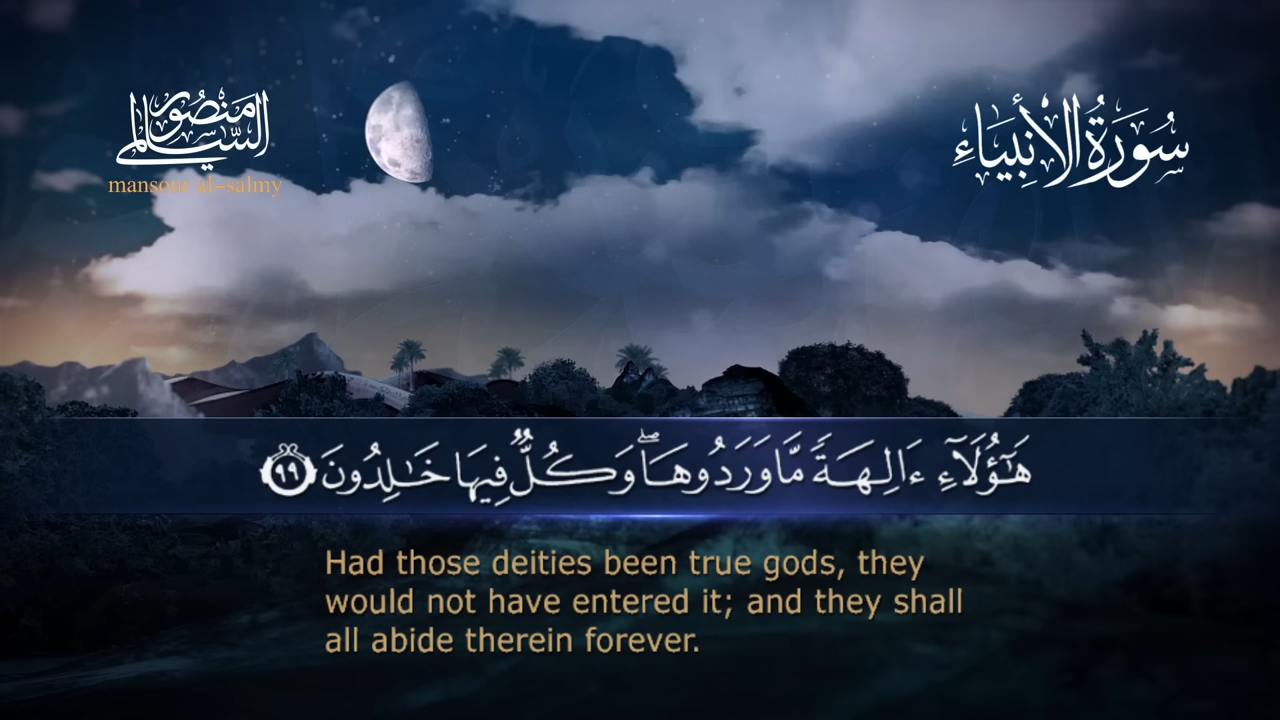 منصور السالمي
mansour al-salmy
سُورَةُ الأَنبِيَاءِ
هَٰٓؤُلَآءِ ءَالِهَةً مَّا وَرَدُوهَا ۖ وَكُلٌّ فِيهَا خَٰلِدُونَ ٩٩
Had those deities been true gods, they
would not have entered it; and they shall
all abide therein forever.